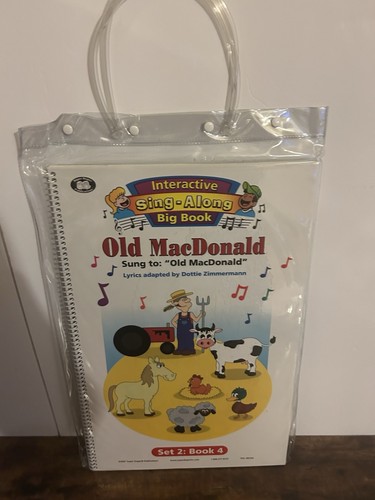 Interactive
Sing-Along
Big Book
Old MacDonald
Sung to: "Old MacDonald"
Lyrics adapted by Dottie Zimmermann
Set 2: Book 4